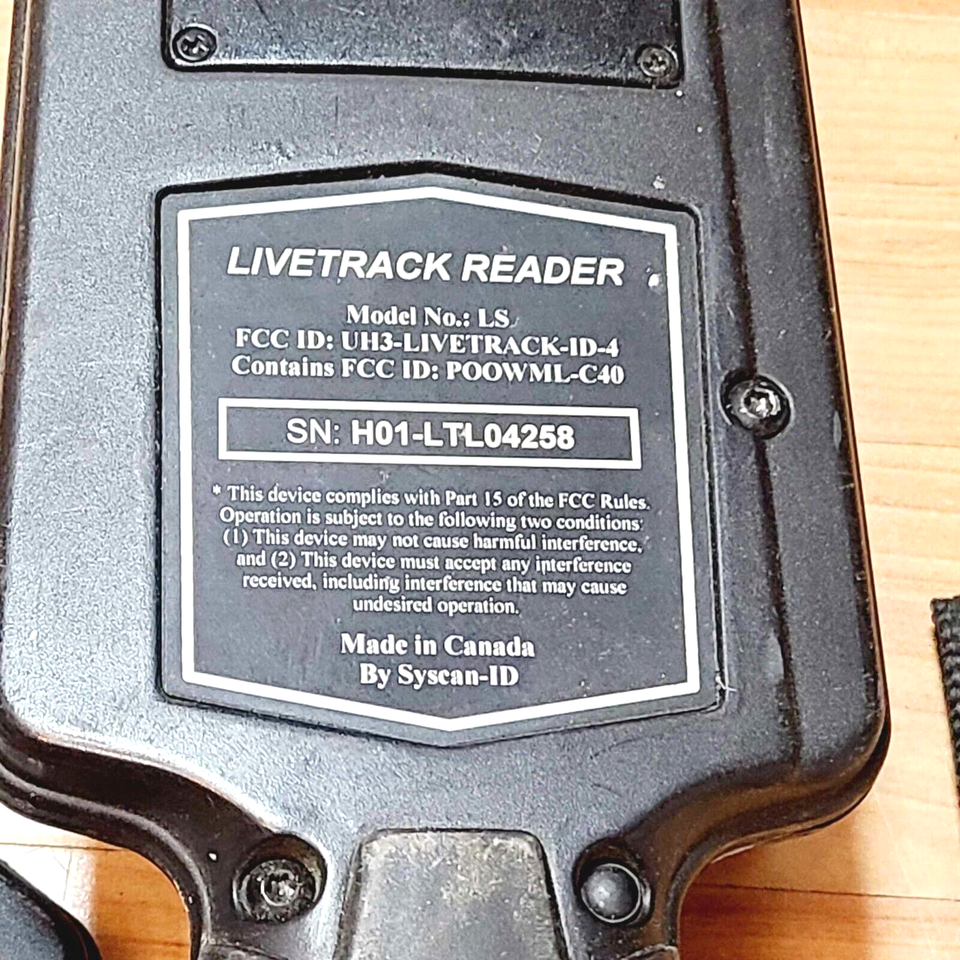 LIVETRACK READER
Model No.: LS
FCC ID: UH3-LIVETRACK-ID-4
Contains FCC ID: POOWML-C40
SN: H01-LTL04258
* This device complies with Part 15 of the FCC Rules.
Operation is subject to the following two conditions:
(1) This device may not cause harmful interference,
and (2) This device must accept any interference
received, including interference that may cause
undesired operation.
Made in Canada
By Syscan-ID